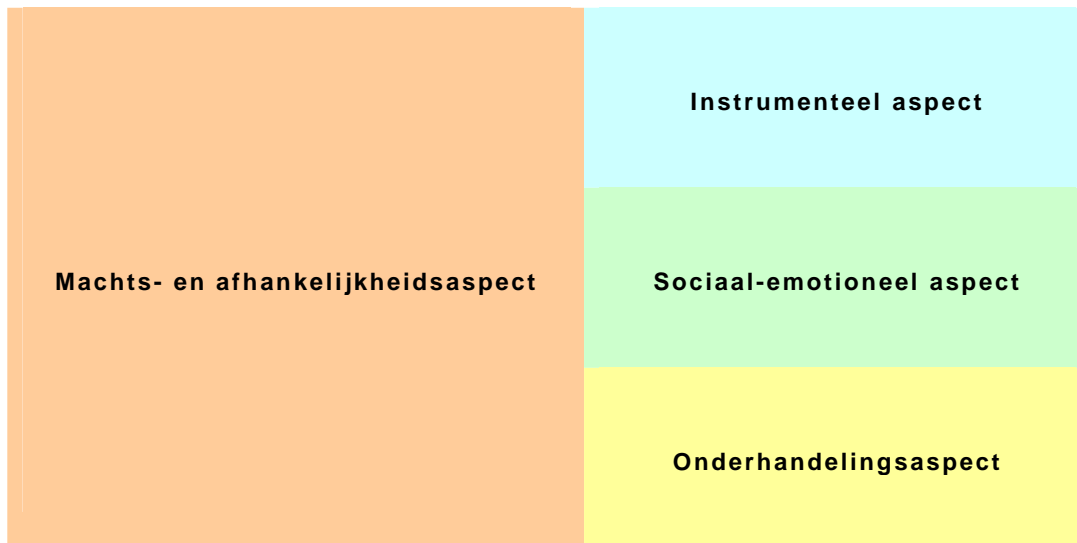 Instrumenteel aspect
Machts- en afhankelijkheidsaspect
Sociaal-emotioneel aspect
Onderhandelingsaspect